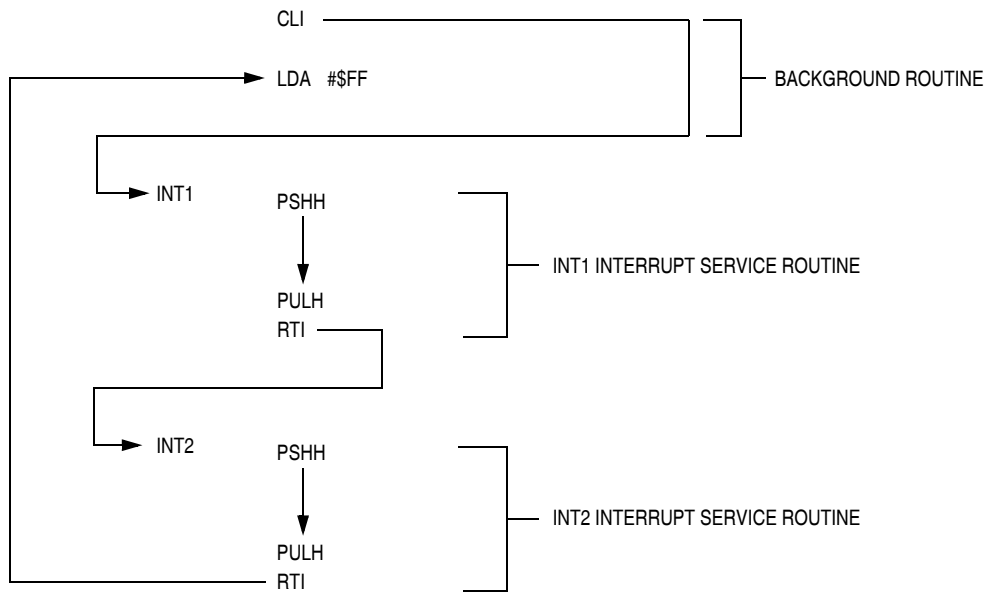 CLI
LDA #$FF
BACKGROUND ROUTINE
INT1
PSHH
INT1 INTERRUPT SERVICE ROUTINE
PULH
RTI
INT2
PSHH
INT2 INTERRUPT SERVICE ROUTINE
PULH
RTI